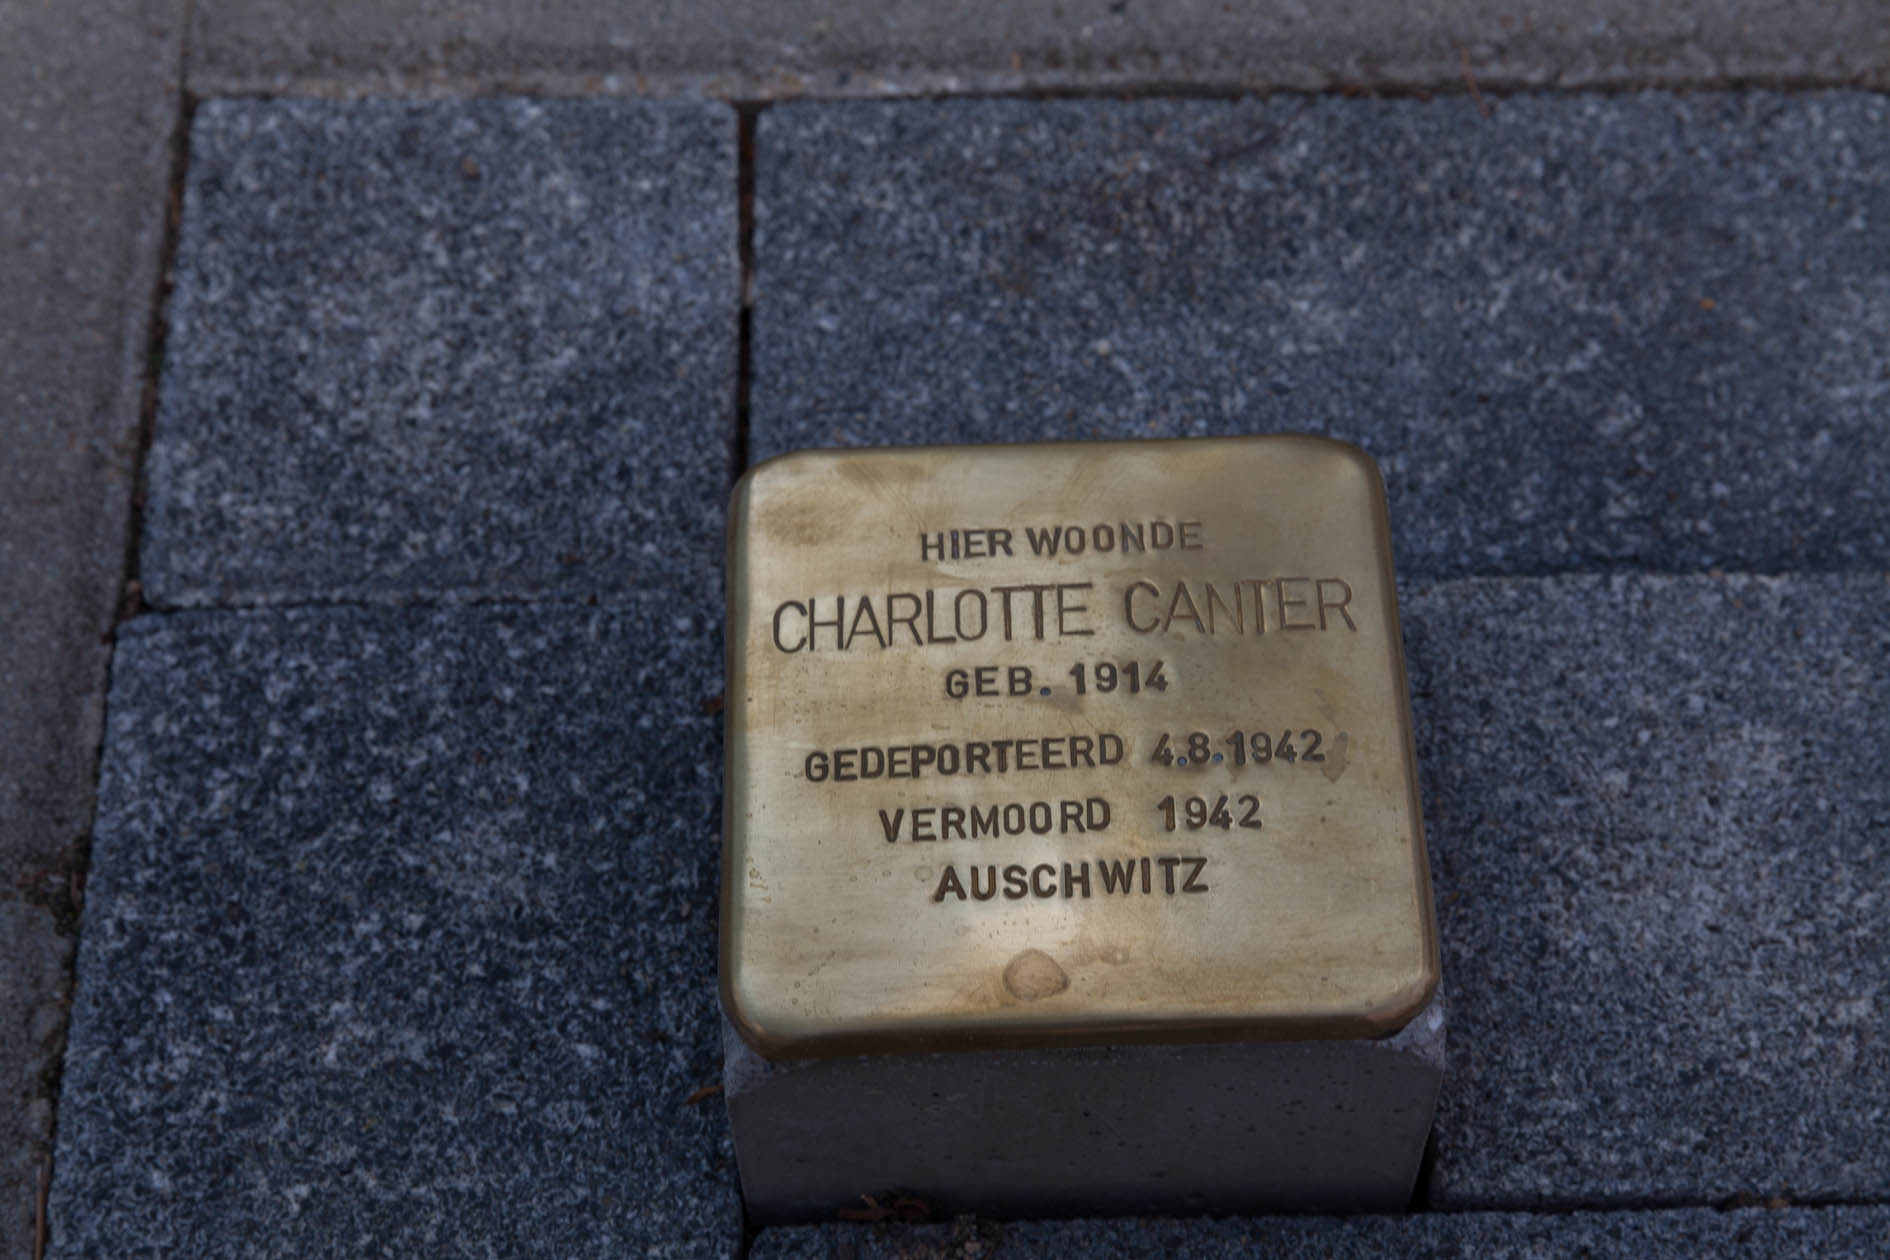 HIER WOONDE
CHARLOTTE CANTER
GEB. 1914
GEDEPORTEERD 4.8.1942
VERMOORD 1942
AUSCHWITZ